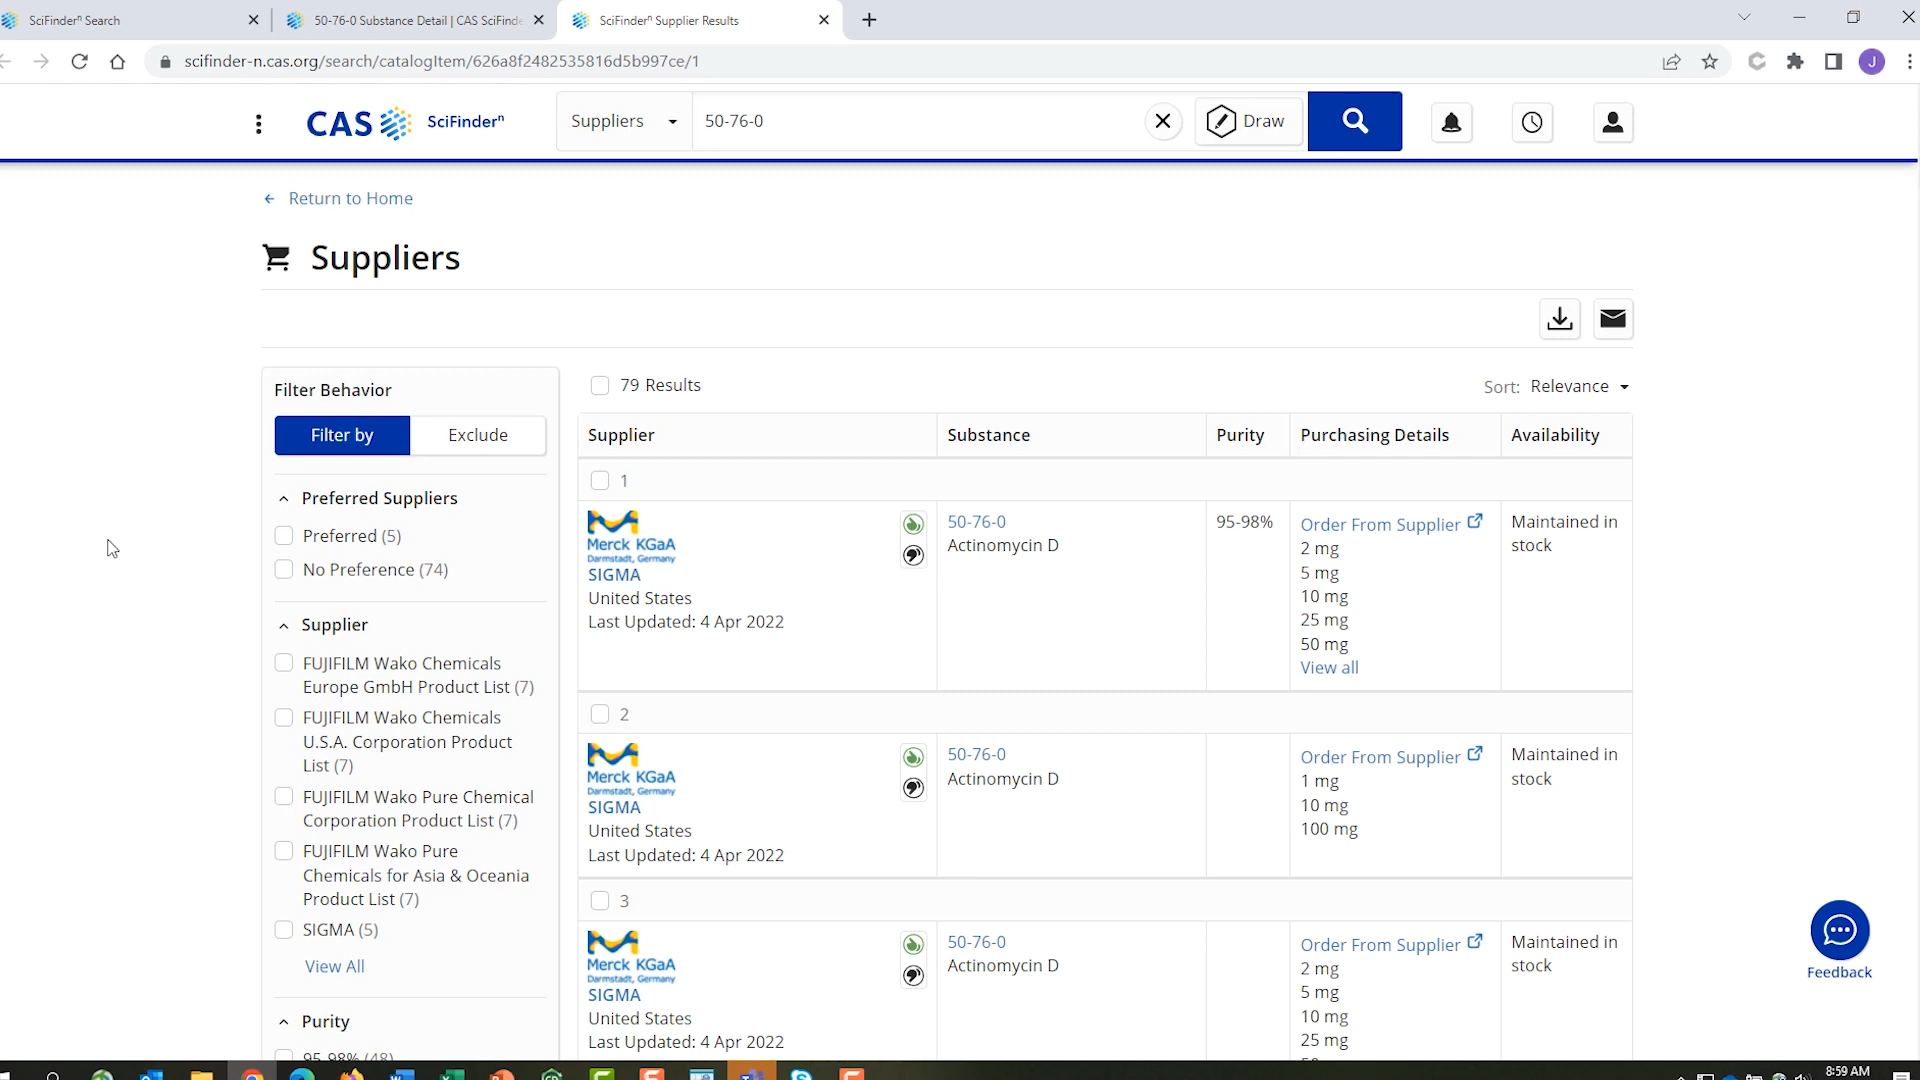 SciFinderⁿ Search
50-76-0 Substance Detail | CAS SciFinde
SciFinderⁿ Supplier Results
scifinder-n.cas.org/search/catalogItem/626a8f2482535816d5b997ce/1
J
CAS SciFinderⁿ
Suppliers
50-76-0
Draw
Return to Home
Suppliers
Filter Behavior
Filter by
Exclude
Preferred Suppliers
Preferred (5)
No Preference (74)
Supplier
FUJIFILM Wako Chemicals
Europe GmbH Product List (7)
FUJIFILM Wako Chemicals
U.S.A. Corporation Product
List (7)
FUJIFILM Wako Pure Chemical
Corporation Product List (7)
FUJIFILM Wako Pure
Chemicals for Asia & Oceania
Product List (7)
SIGMA (5)
View All
Purity
95-98% (48)
79 Results
Sort: Relevance
Supplier
Substance
Purity
Purchasing Details
Availability
1
Merck KGaA
Darmstadt, Germany
SIGMA
United States
Last Updated: 4 Apr 2022
50-76-0
Actinomycin D
95-98%
Order From Supplier
2 mg
5 mg
10 mg
25 mg
50 mg
View all
Maintained in
stock
2
Merck KGaA
Darmstadt, Germany
SIGMA
United States
Last Updated: 4 Apr 2022
50-76-0
Actinomycin D
Order From Supplier
1 mg
10 mg
100 mg
Maintained in
stock
3
Merck KGaA
Darmstadt, Germany
SIGMA
United States
Last Updated: 4 Apr 2022
50-76-0
Actinomycin D
Order From Supplier
2 mg
5 mg
10 mg
25 mg
Maintained in
stock
Feedback
8:59 AM